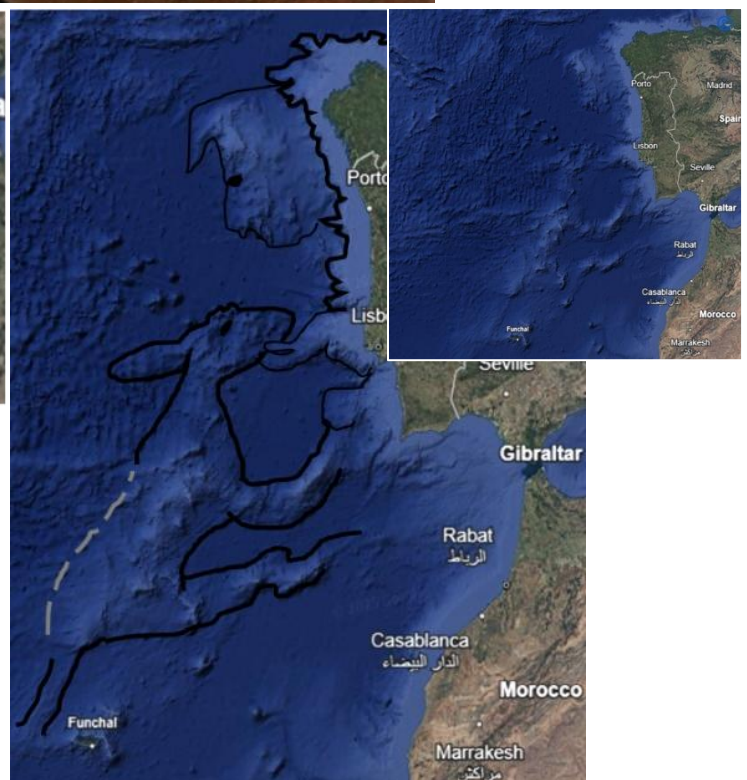 Porto
Lisb
Seville
Gibraltar
Rabat
الرباط
Casablanca
الدار البيضاء
Morocco
Funchal
Marrakesh
مراكش
Porto
Madrid
Spain
Lisbon
Seville
Gibraltar
Rabat
الرباط
Casablanca
الدار البيضاء
Morocco
Funchal
Marrakesh
مراكش